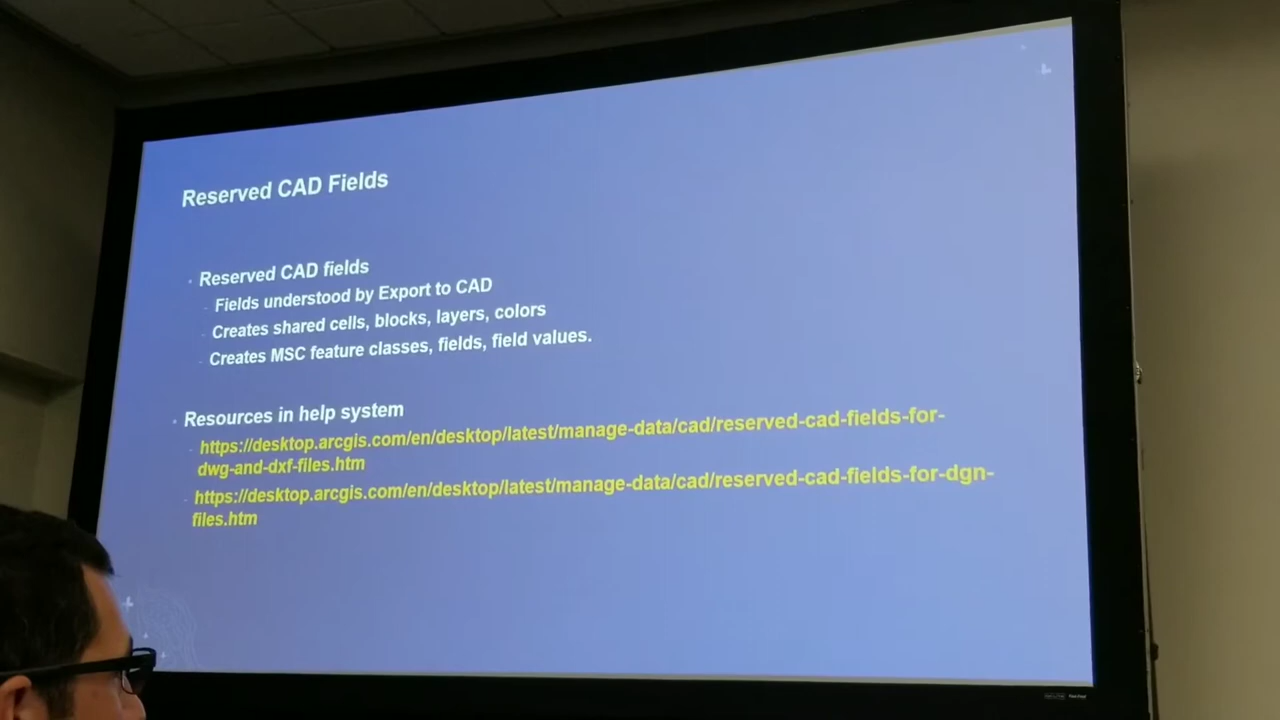 Reserved CAD Fields
Reserved CAD fields
Fields understood by Export to CAD
Creates shared cells, blocks, layers, colors
Creates MSC feature classes, fields, field values.
Resources in help system
https://desktop.arcgis.com/en/desktop/latest/manage-data/cad/reserved-cad-fields-for-
dwg-and-dxf-files.htm
https://desktop.arcgis.com/en/desktop/latest/manage-data/cad/reserved-cad-fields-for-dgn-
files.htm